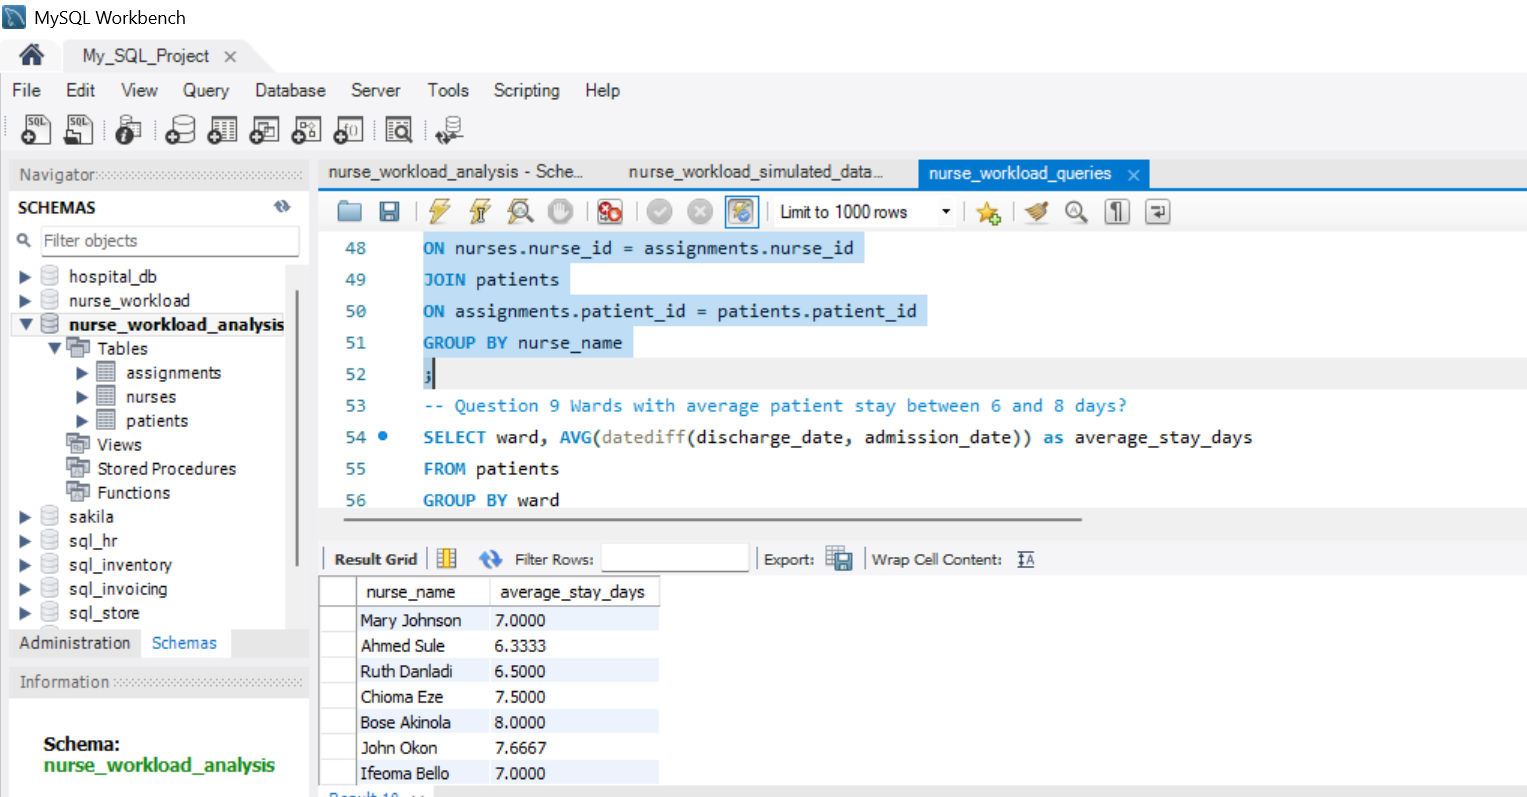 MySQL Workbench
My_SQL_Project
File Edit View Query Database Server Tools Scripting Help
SQL SQL
Navigator
SCHEMAS
Filter objects
hospital_db
nurse_workload
nurse_workload_analysis
Tables
assignments
nurses
patients
Views
Stored Procedures
Functions
sakila
sql_hr
sql_inventory
sql_invoicing
sql_store
Administration Schemas
Information
Schema:
nurse_workload_analysis
nurse_workload_analysis - Sche... nurse_workload_simulated_data... nurse_workload_queries
Limit to 1000 rows
48 ON nurses.nurse_id = assignments.nurse_id
49 JOIN patients
50 ON assignments.patient_id = patients.patient_id
51 GROUP BY nurse_name
52 ;
53 -- Question 9 Wards with average patient stay between 6 and 8 days?
54 SELECT ward, AVG(datediff(discharge_date, admission_date)) as average_stay_days
55 FROM patients
56 GROUP BY ward
Result Grid Filter Rows: Export: Wrap Cell Content:
nurse_name average_stay_days
Mary Johnson 7.0000
Ahmed Sule 6.3333
Ruth Danladi 6.5000
Chioma Eze 7.5000
Bose Akinola 8.0000
John Okon 7.6667
Ifeoma Bello 7.0000